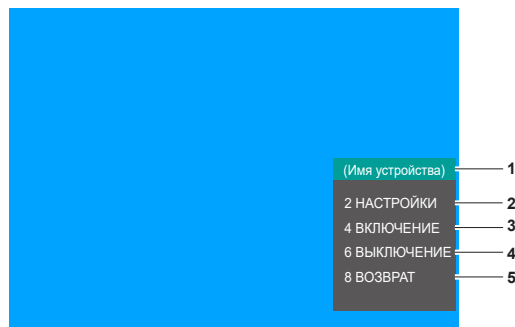 (Имя устройства) 1
2 НАСТРОЙКИ 2
4 ВКЛЮЧЕНИЕ 3
6 ВЫКЛЮЧЕНИЕ 4
8 ВОЗВРАТ 5